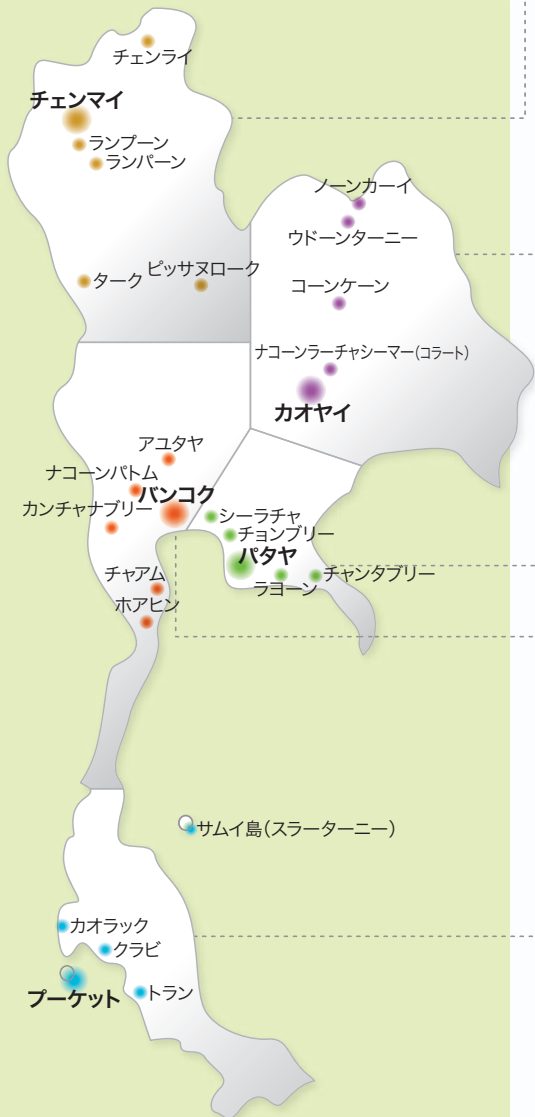 チェンライ
チェンマイ
ランプーン
ランパーン
ノーンカーイ
ウドーンターニー
ピッサヌローク
ターク
コーンケーン
ナコーンラーチャシーマー(コラート)
カオヤイ
アユタヤ
ナコーンパトム
バンコク
カンチャナブリー
シーラチャ
チョンブリー
パタヤ
ラヨーン
チャンタブリー
チャアム
ホアヒン
サムイ島(スラーターニー)
カオラック
クラビ
プーケット
トラン